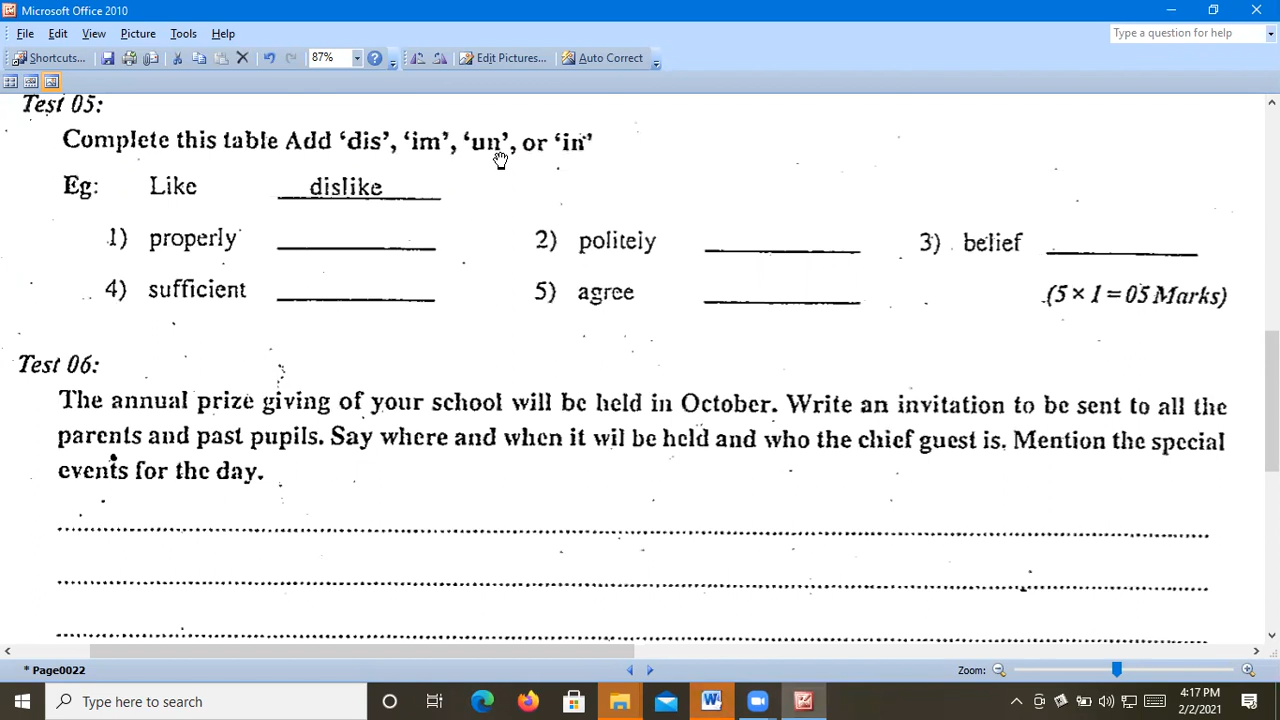 Microsoft Office 2010
File Edit View Picture Tools Help
Type a question for help
Shortcuts... 87% Edit Pictures... Auto Correct
Test 05:
Complete this table Add ‘dis’, ‘im’, ‘un’, or ‘in’
Eg: Like dislike
1) properly 2) politely 3) belief
4) sufficient 5) agree (5 × 1 = 05 Marks)
Test 06:
The annual prize giving of your school will be held in October. Write an invitation to be sent to all the
parents and past pupils. Say where and when it wil be held and who the chief guest is. Mention the special
events for the day.
* Page0022 Zoom:
Type here to search
4:17 PM
2/2/2021